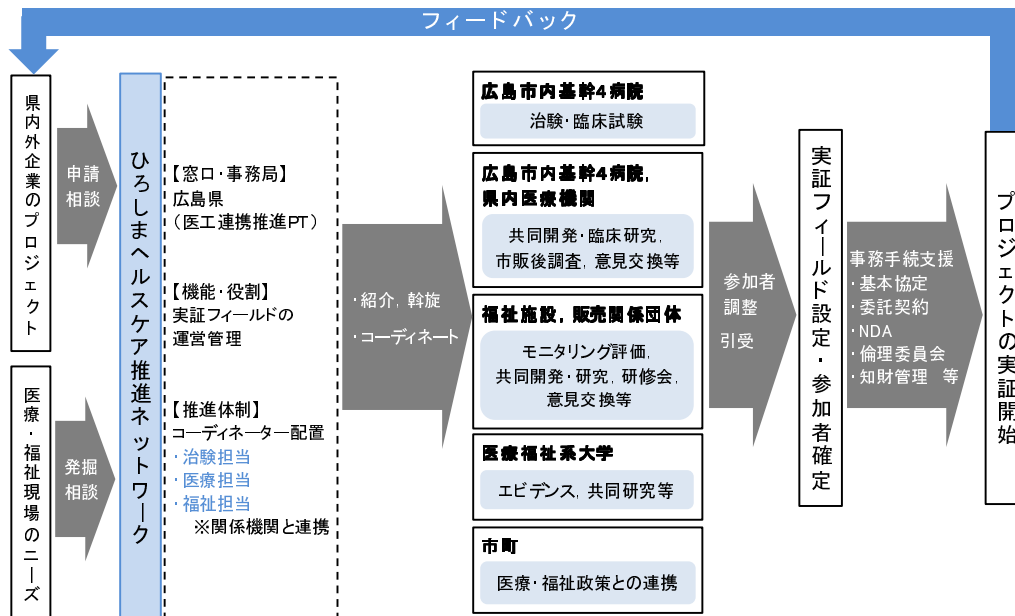 フィードバック
県内外企業のプロジェクト
医療・福祉現場のニーズ
申請
相談
発掘
相談
ひろしまヘルスケア推進ネットワーク
【窓口・事務局】
広島県
（医工連携推進PT）
【機能・役割】
実証フィールドの
運営管理
【推進体制】
コーディネーター配置
・治験担当
・医療担当
・福祉担当
※関係機関と連携
・紹介，斡旋
・コーディネート
広島市内基幹4病院
治験・臨床試験
広島市内基幹4病院，
県内医療機関
共同開発・臨床研究，
市販後調査，意見交換等
福祉施設，販売関係団体
モニタリング評価，
共同開発・研究，研修会，
意見交換等
医療福祉系大学
エビデンス，共同研究等
市町
医療・福祉政策との連携
参加者
調整
引受
実証フィールド設定・参加者確定
事務手続支援
・基本協定
・委託契約
・NDA
・倫理委員会
・知財管理　等
プロジェクトの実証開始